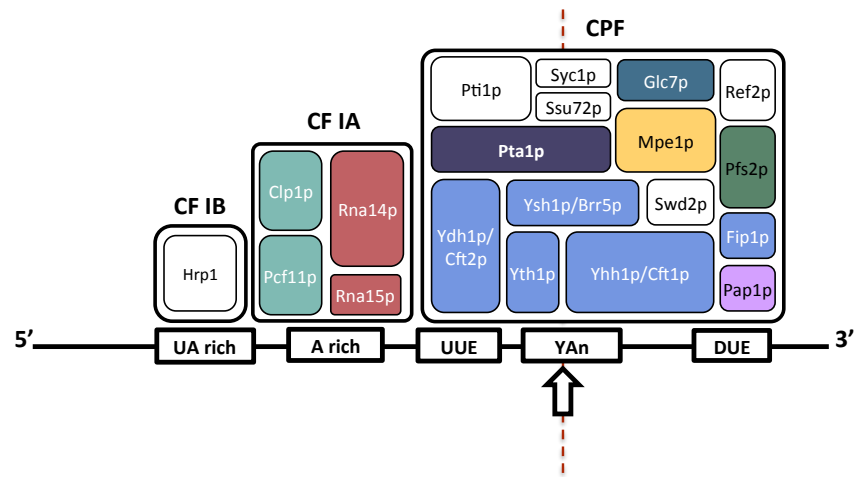 CPF
Pti1p
Syc1p
Glc7p
Ref2p
Ssu72p
CF IA
Pta1p
Mpe1p
Pfs2p
Clp1p
Rna14p
CF IB
Ydh1p/
Cft2p
Ysh1p/Brr5p
Swd2p
Fip1p
Hrp1
Pcf11p
Rna15p
Yth1p
Yhh1p/Cft1p
Pap1p
5’
UA rich
A rich
UUE
YAn
DUE
3’